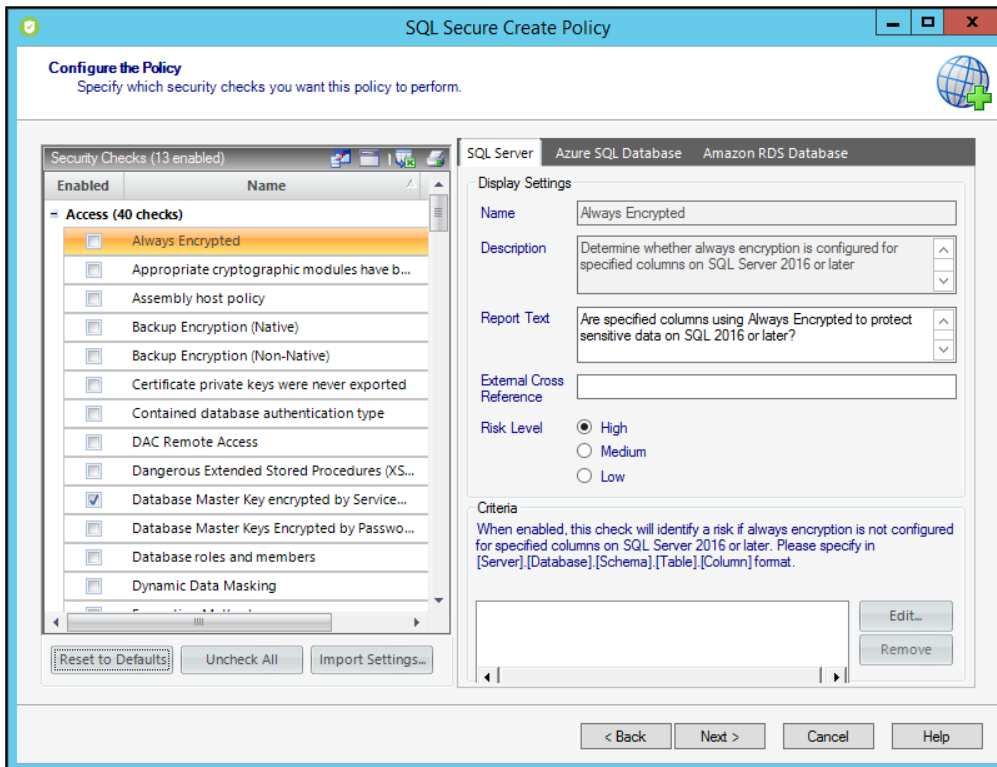 SQL Secure Create Policy
Configure the Policy
Specify which security checks you want this policy to perform.
Security Checks (13 enabled)
Enabled Name
Access (40 checks)
Always Encrypted
Appropriate cryptographic modules have b...
Assembly host policy
Backup Encryption (Native)
Backup Encryption (Non-Native)
Certificate private keys were never exported
Contained database authentication type
DAC Remote Access
Dangerous Extended Stored Procedures (XS...
Database Master Key encrypted by Service...
Database Master Keys Encrypted by Passwo...
Database roles and members
Dynamic Data Masking
Reset to Defaults Uncheck All Import Settings...
SQL Server Azure SQL Database Amazon RDS Database
Display Settings
Name Always Encrypted
Description Determine whether always encryption is configured for
specified columns on SQL Server 2016 or later
Report Text Are specified columns using Always Encrypted to protect
sensitive data on SQL 2016 or later?
External Cross
Reference
Risk Level High
Medium
Low
Criteria
When enabled, this check will identify a risk if always encryption is not configured
for specified columns on SQL Server 2016 or later. Please specify in
[Server].[Database].[Schema].[Table].[Column] format.
Edit...
Remove
< Back Next > Cancel Help